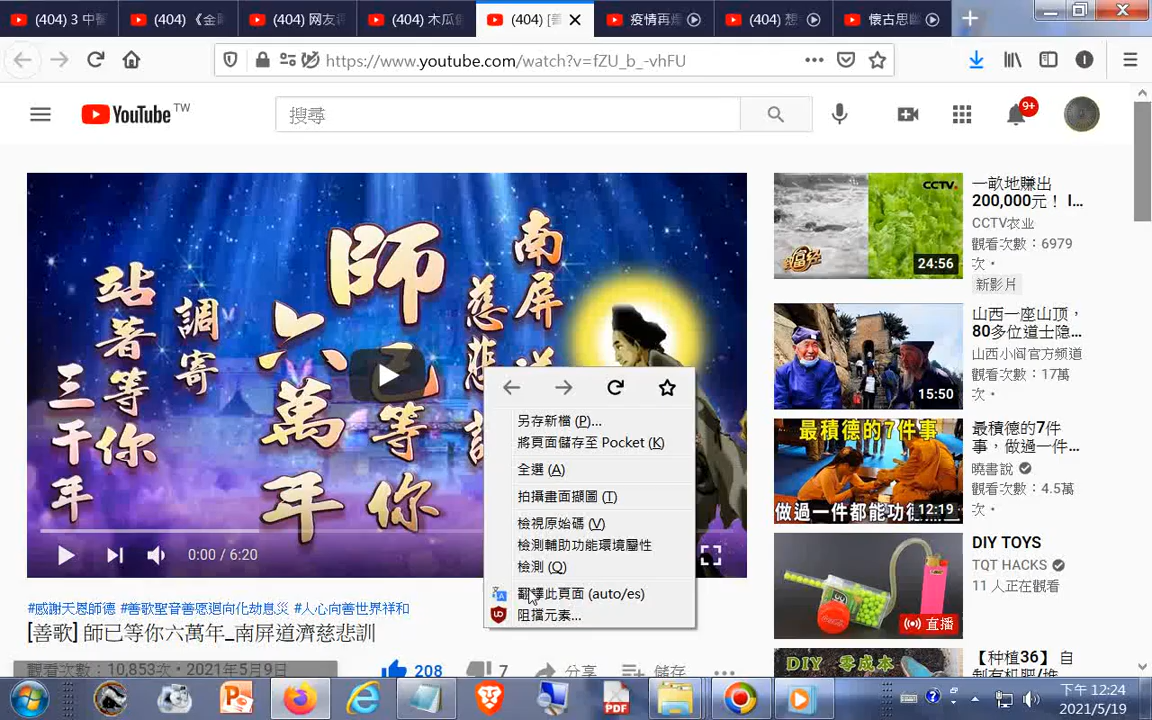 (404) 3 中醫
(404) 《金
(404) 网友
(404) 木瓜
(404) [善
疫情再
(404) 想
懷古思
https://www.youtube.com/watch?v=fZU_b_-vhFU
YouTube TW
搜尋
9+
南屏
慈悲
師
六萬年
等你
調寄
站著等你
三千年
0:00 / 6:20
另存新檔 (P)...
將頁面儲存至 Pocket (K)
全選 (A)
拍攝畫面擷圖 (T)
檢視原始碼 (V)
檢測輔助功能環境屬性
檢測 (Q)
翻譯此頁面 (auto/es)
阻擋元素...
#感謝天恩師德 #善歌聖音善愿迴向化劫息災 #人心向善世界祥和
[善歌] 師已等你六萬年_南屏道濟慈悲訓
觀看次數：10,853次 • 2021年5月9日
208
7
分享
儲存
CCTV
24:56
一畝地賺出
200,000元！ I...
CCTV农业
觀看次數：6979
次 •
新影片
15:50
山西一座山顶，
80多位道士隐...
山西小阎官方频道
觀看次數：17萬
次 •
最積德的7件事
做過一件都能功德
12:19
最積德的7件
事，做過一件...
曉書說
觀看次數：4.5萬
次 •
直播
DIY TOYS
TQT HACKS
11 人正在觀看
DIY 零成本
【种植36】自
下午 12:24
2021/5/19